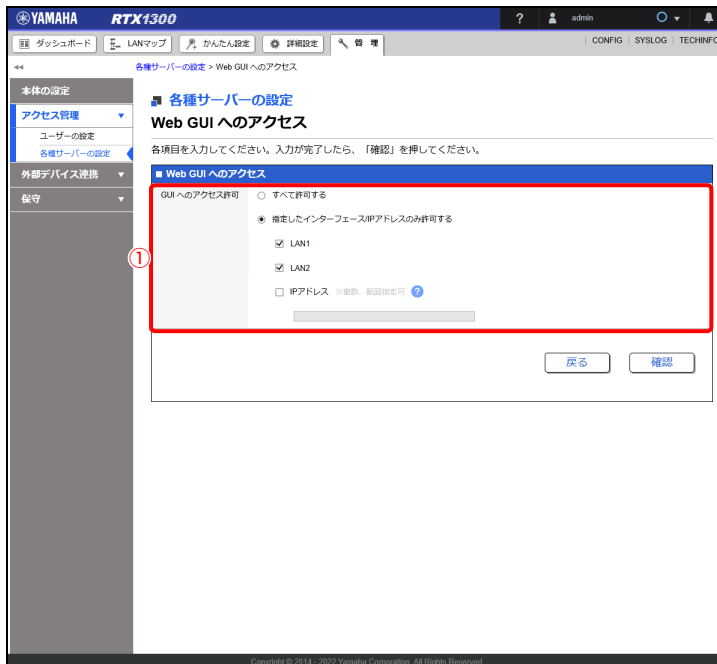 YAMAHA RTX1300 ? admin
ダッシュボード LANマップ かんたん設定 詳細設定 管理 CONFIG SYSLOG TECHINFO
各種サーバーの設定 > Web GUI へのアクセス
本体の設定
アクセス管理
ユーザーの設定
各種サーバーの設定
外部デバイス連携
保守
各種サーバーの設定
Web GUI へのアクセス
各項目を入力してください。入力が完了したら、「確認」を押してください。
■ Web GUI へのアクセス
GUI へのアクセス許可 すべて許可する
指定したインターフェース/IPアドレスのみ許可する
① LAN1
LAN2
IPアドレス ※複数、範囲指定可 ?
戻る 確認
Copyright © 2014 - 2022 Yamaha Corporation. All Rights Reserved.